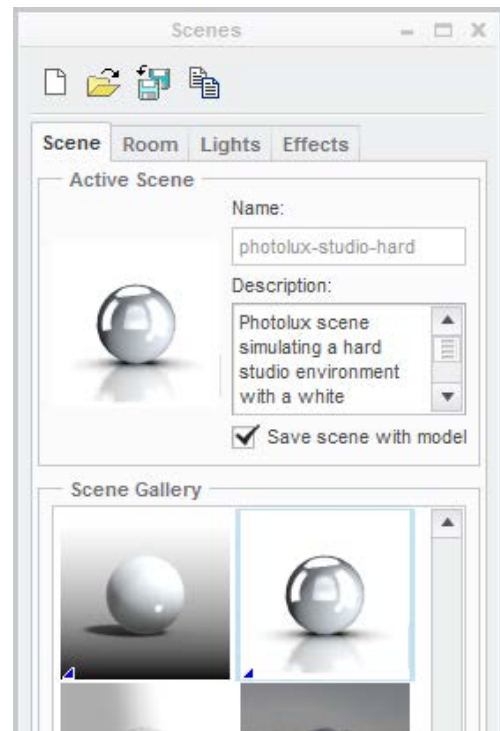 Scenes
Scene Room Lights Effects
Active Scene
Name:
photolux-studio-hard
Description:
Photolux scene
simulating a hard
studio environment
with a white
Save scene with model
Scene Gallery